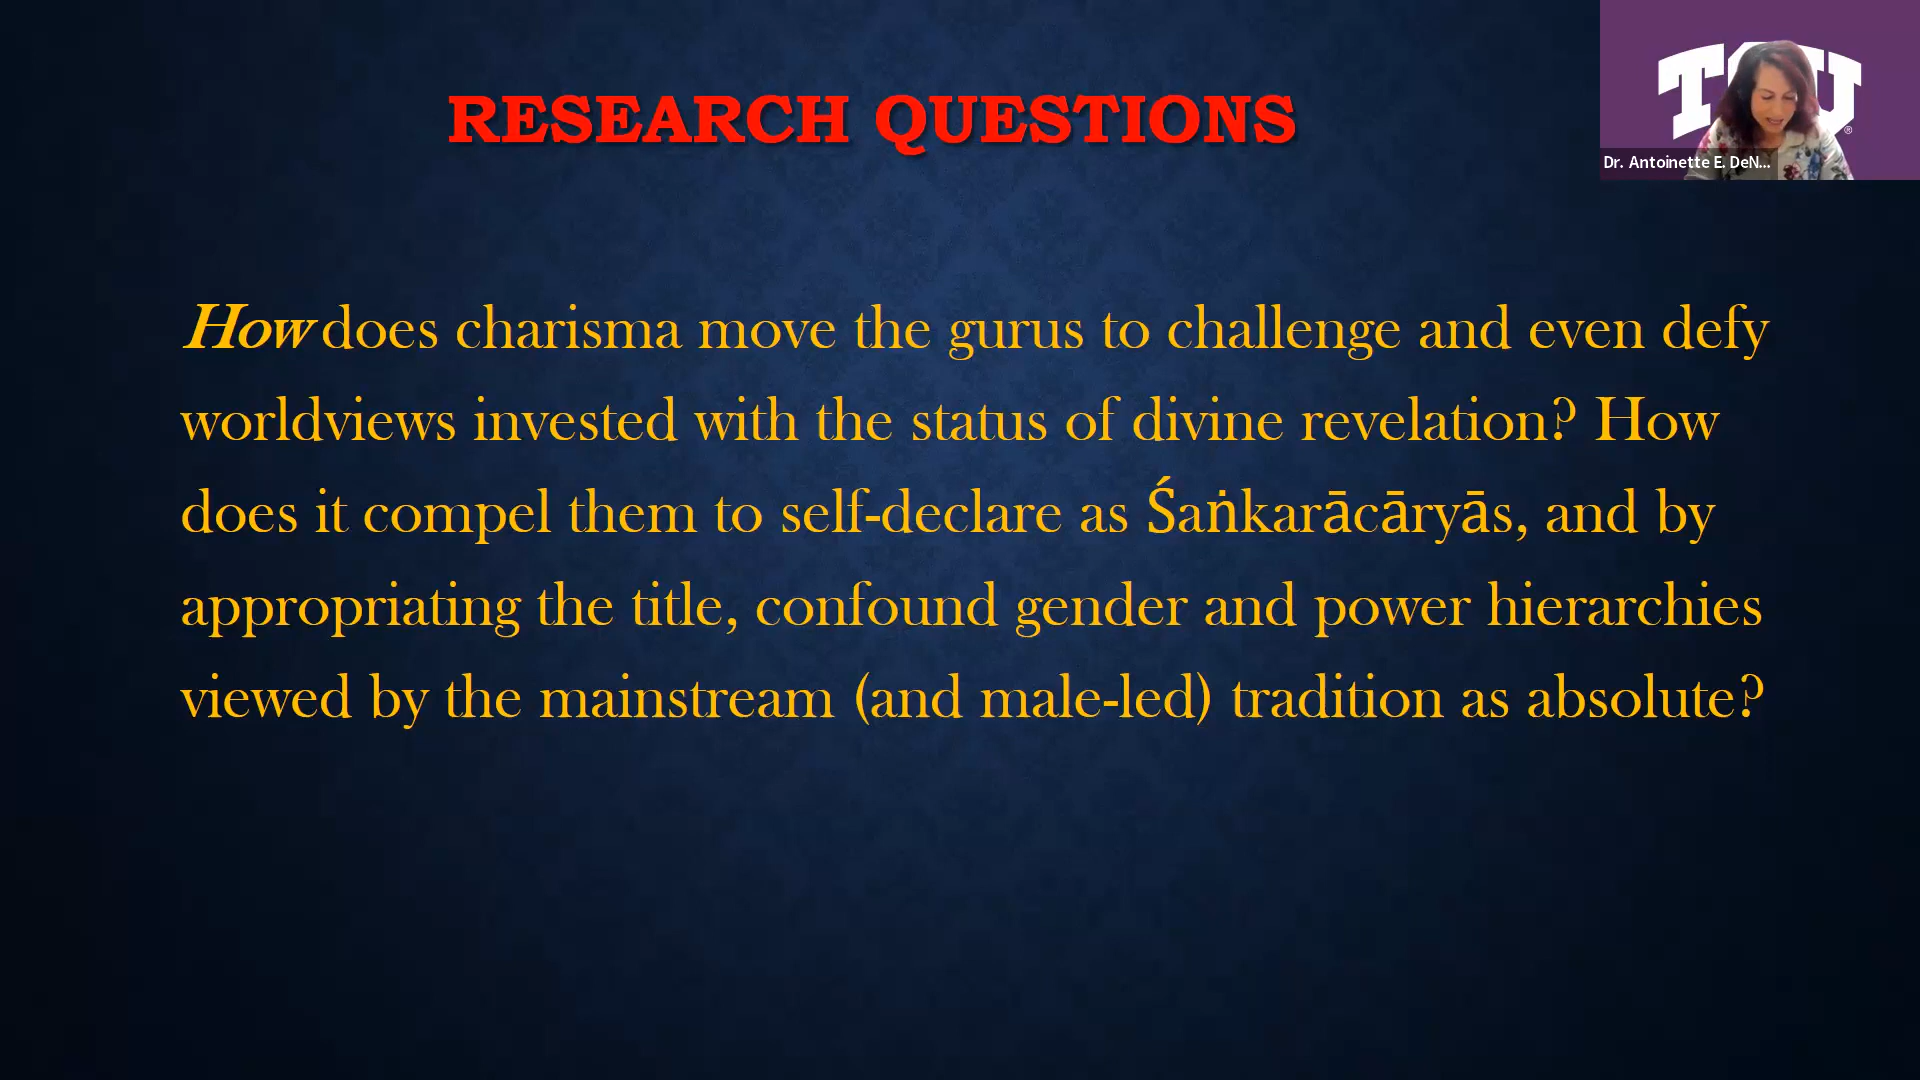 RESEARCH QUESTIONS
How does charisma move the gurus to challenge and even defy
worldviews invested with the status of divine revelation? How
does it compel them to self-declare as Śaṅkarācāryās, and by
appropriating the title, confound gender and power hierarchies
viewed by the mainstream (and male-led) tradition as absolute?
Dr. Antoinette E. DeN...